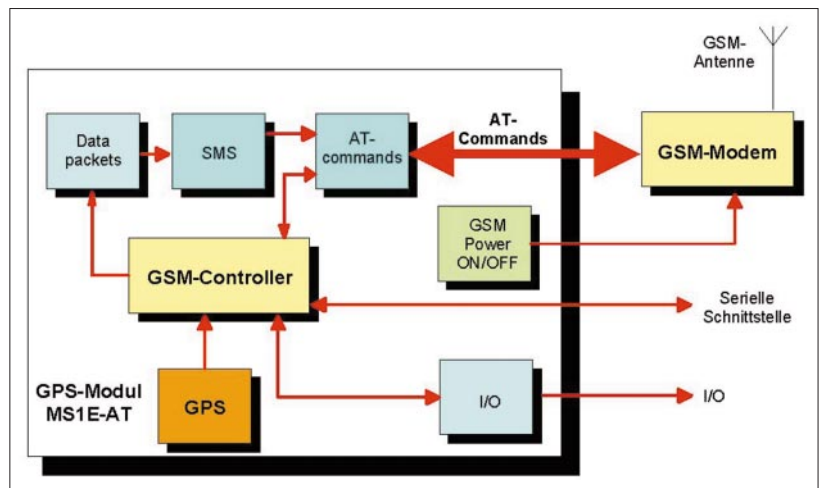 GSM-
Antenne
Data
packets
SMS
AT-
commands
AT-
Commands
GSM-Modem
GSM
Power
ON/OFF
GSM-Controller
Serielle
Schnittstelle
GPS-Modul
MS1E-AT
GPS
I/O
I/O